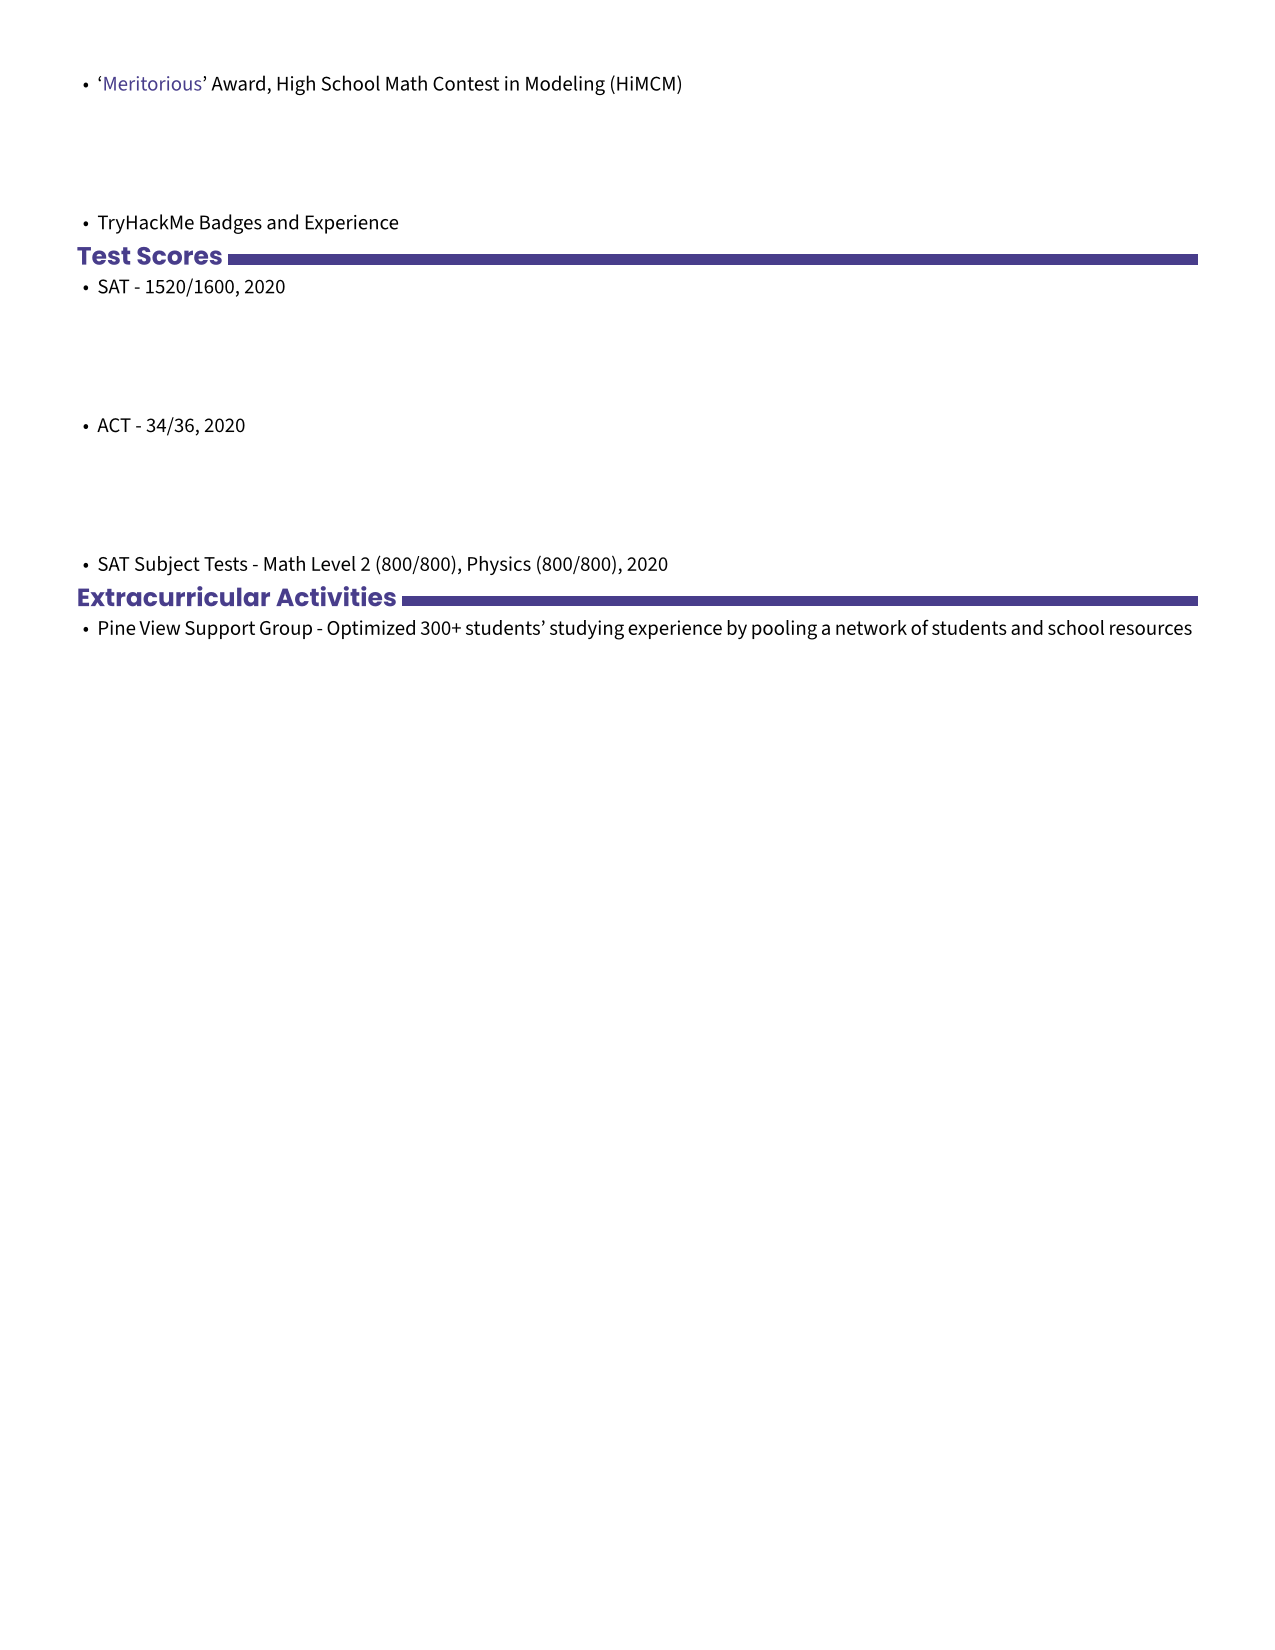 • ‘Meritorious’ Award, High School Math Contest in Modeling (HiMCM)
• TryHackMe Badges and Experience
Test Scores
• SAT - 1520/1600, 2020
• ACT - 34/36, 2020
• SAT Subject Tests - Math Level 2 (800/800), Physics (800/800), 2020
Extracurricular Activities
• Pine View Support Group - Optimized 300+ students’ studying experience by pooling a network of students and school resources